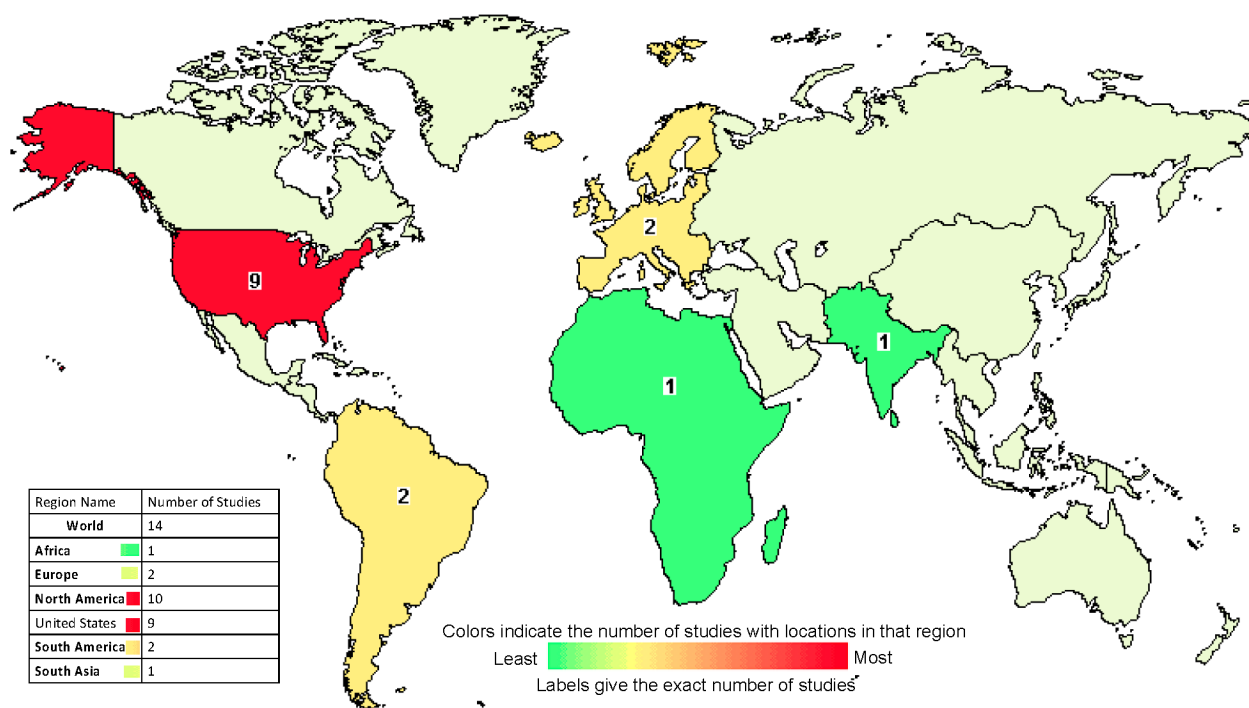 9
2
1
1
2
Region Name Number of Studies
World 14
Africa 1
Europe 2
North America 10
United States 9
South America 2
South Asia 1
Colors indicate the number of studies with locations in that region
Least Most
Labels give the exact number of studies